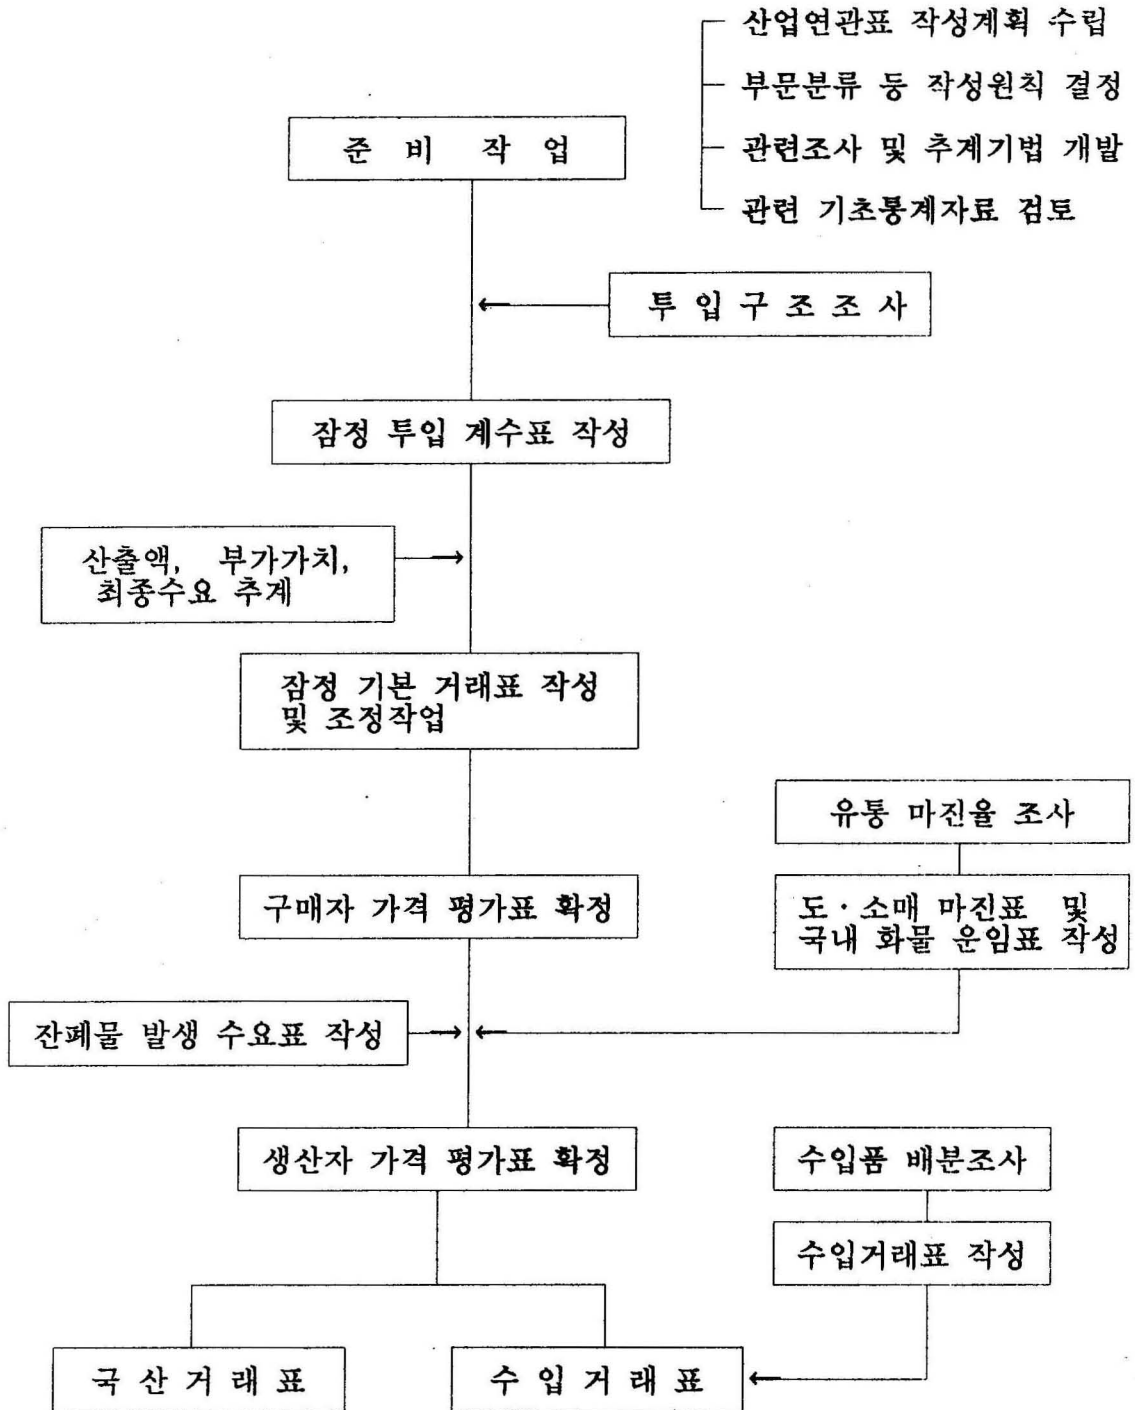 산업연관표 작성계획 수립
부문분류 등 작성원칙 결정
준 비 작 업
관련조사 및 추계기법 개발
관련 기초통계자료 검토
투 입 구 조 조 사
잠정 투입 계수표 작성
산출액, 부가가치,
최종수요 추계
잠정 기본 거래표 작성
및 조정작업
유통 마진율 조사
구매자 가격 평가표 확정
도·소매 마진표 및
국내 화물 운임표 작성
잔폐물 발생 수요표 작성
생산자 가격 평가표 확정
수입품 배분조사
수입거래표 작성
국 산 거 래 표
수 입 거 래 표